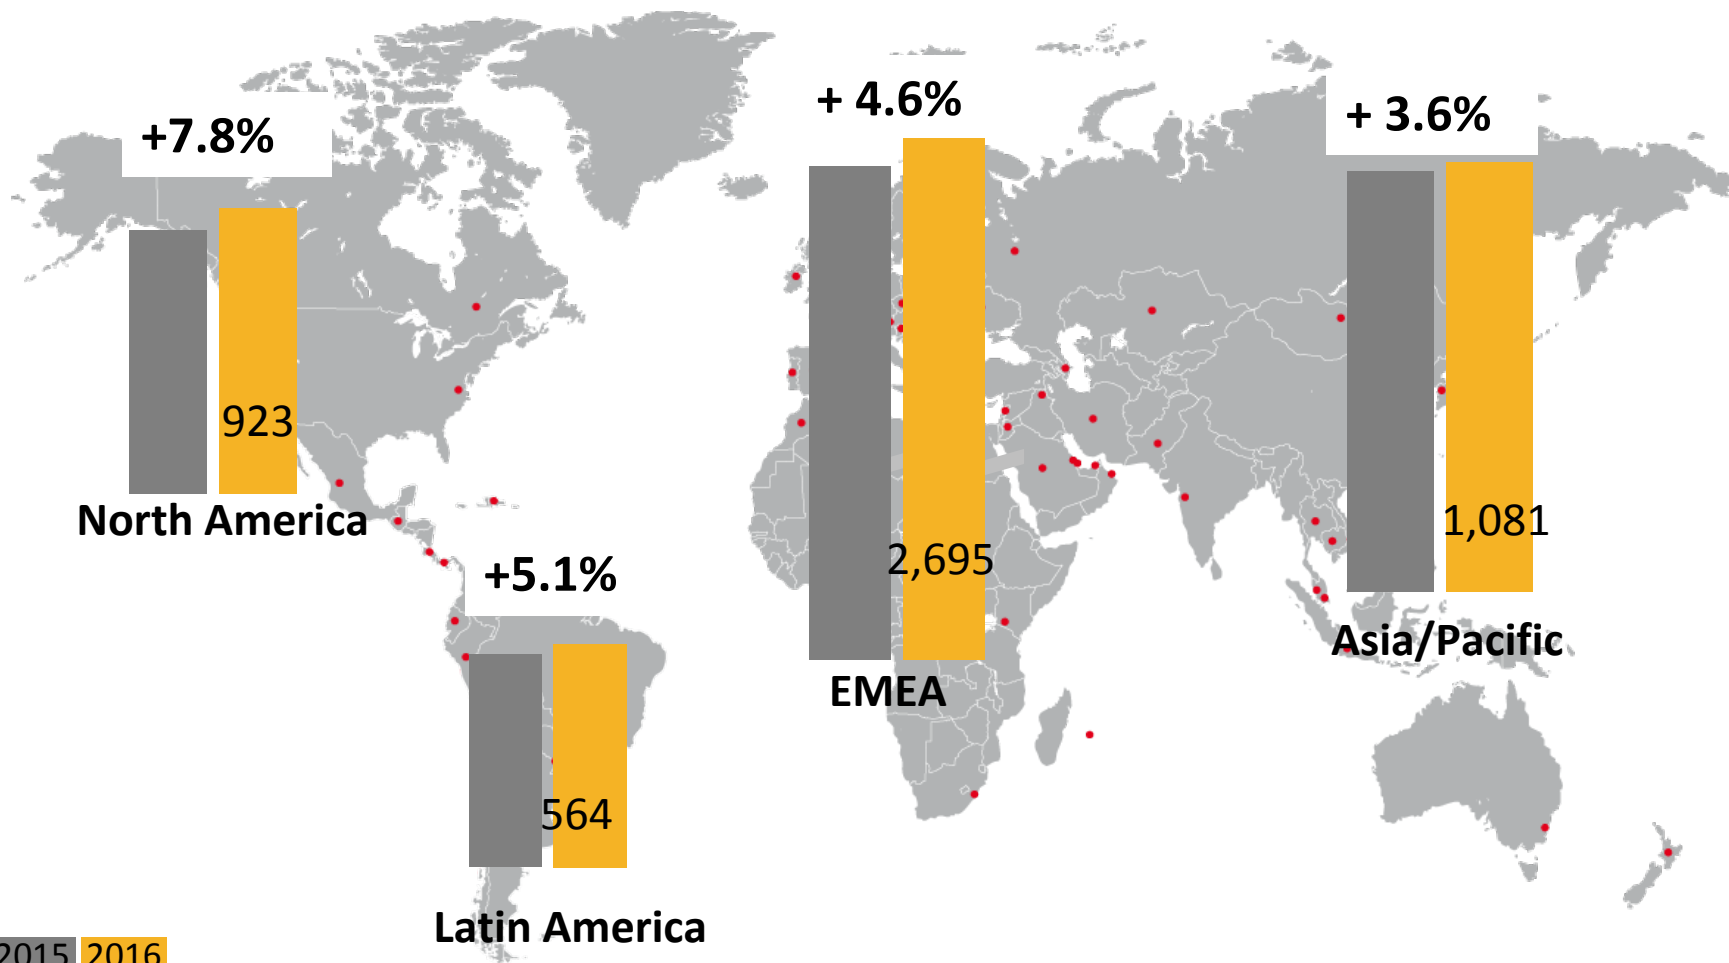 +7.8%
923
North America
+5.1%
564
Latin America
+ 4.6%
2,695
EMEA
+ 3.6%
1,081
Asia/Pacific
2015 2016